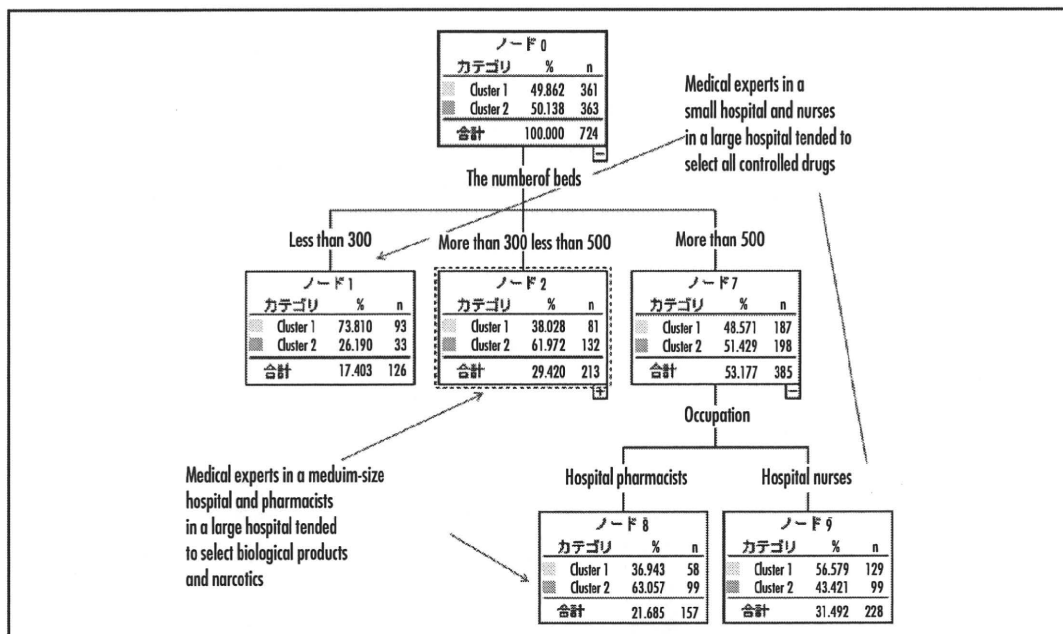 ノード 0
カテゴリ % n
Cluster 1 49.862 361
Cluster 2 50.138 363
合計 100.000 724
Medical experts in a
small hospital and nurses
in a large hospital tended to
select all controlled drugs
The numberof beds
Less than 300
More than 300 less than 500
More than 500
ノード 1
カテゴリ % n
Cluster 1 73.810 93
Cluster 2 26.190 33
合計 17.403 126
ノード 2
カテゴリ % n
Cluster 1 38.028 81
Cluster 2 61.972 132
合計 29.420 213
ノード 7
カテゴリ % n
Cluster 1 48.571 187
Cluster 2 51.429 198
合計 53.177 385
Occupation
Medical experts in a meduim-size
hospital and pharmacists
in a large hospital tended
to select biological products
and narcotics
Hospital pharmacists
Hospital nurses
ノード 8
カテゴリ % n
Cluster 1 36.943 58
Cluster 2 63.057 99
合計 21.685 157
ノード 9
カテゴリ % n
Cluster 1 56.579 129
Cluster 2 43.421 99
合計 31.492 228